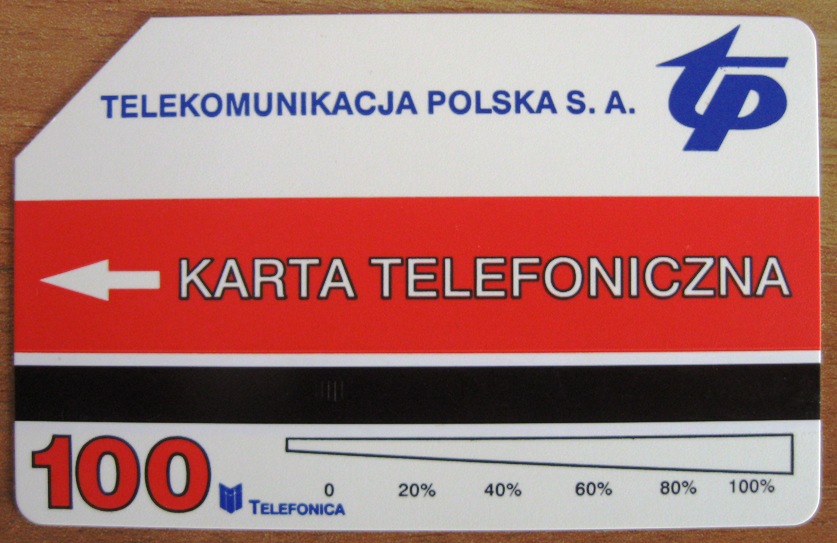 TELEKOMUNIKACJA POLSKA S. A.
tp
KARTA TELEFONICZNA
100
TELEFONICA
0 20% 40% 60% 80% 100%